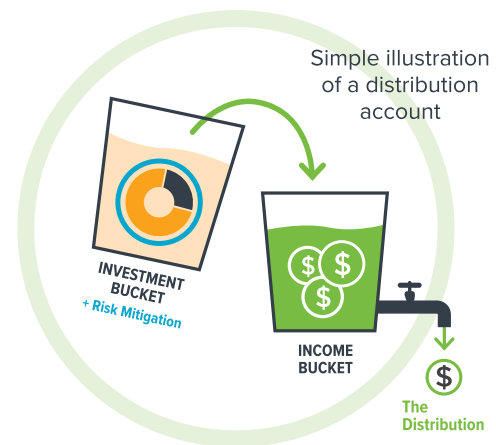 Simple illustration
of a distribution
account
INVESTMENT
BUCKET
+ Risk Mitigation
$
$
$
INCOME
BUCKET
$
The
Distribution